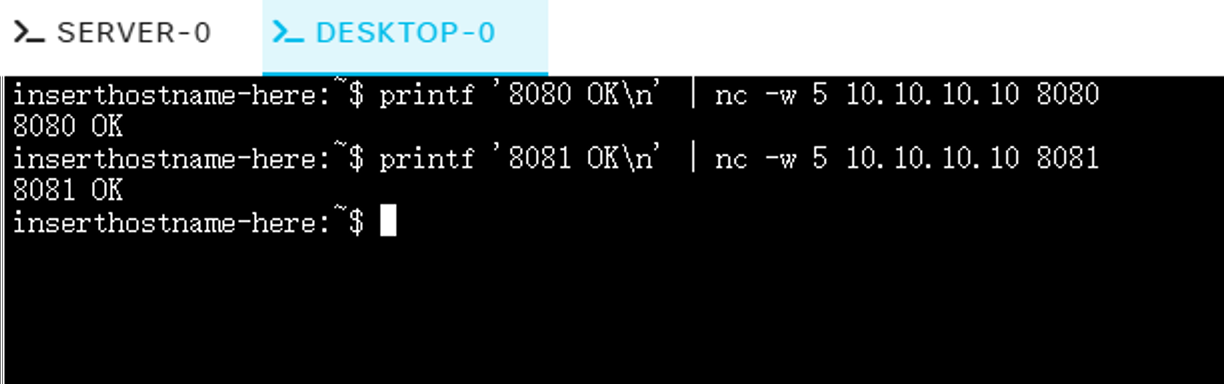 SERVER-0 DESKTOP-0
inserthostname-here:~$ printf '8080 OK\n' | nc -w 5 10.10.10.10 8080
8080 OK
inserthostname-here:~$ printf '8081 OK\n' | nc -w 5 10.10.10.10 8081
8081 OK
inserthostname-here:~$